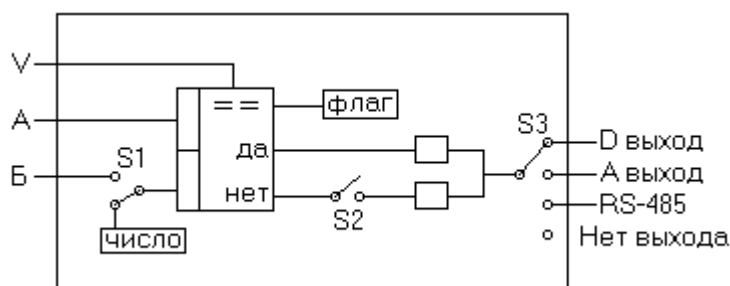 V
= =
флаг
А
S3
да
D выход
S1
А выход
Б
нет
RS-485
S2
число
Нет выхода